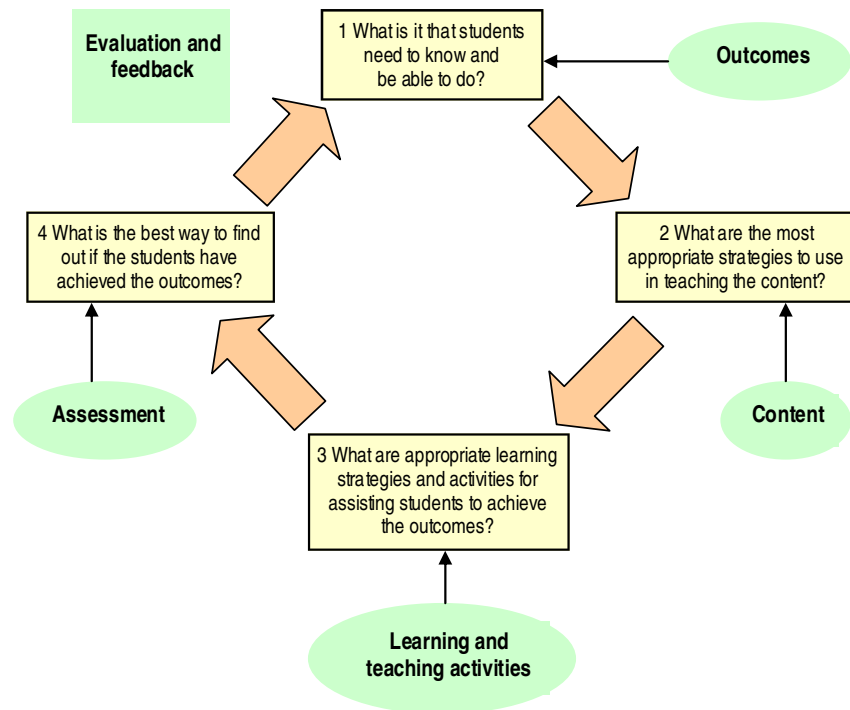 Evaluation and
feedback
1 What is it that students
need to know and
be able to do?
Outcomes
4 What is the best way to find
out if the students have
achieved the outcomes?
2 What are the most
appropriate strategies to use
in teaching the content?
Assessment
Content
3 What are appropriate learning
strategies and activities for
assisting students to achieve
the outcomes?
Learning and
teaching activities